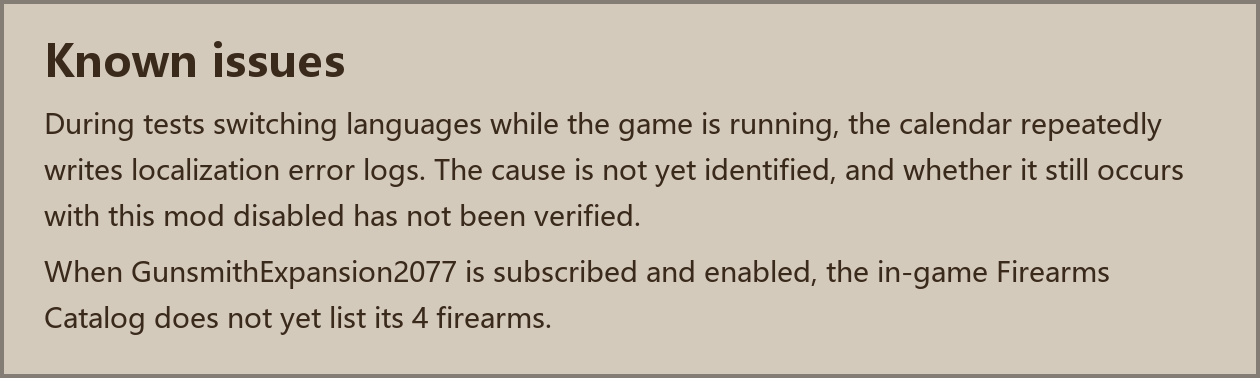 Known issues
During tests switching languages while the game is running, the calendar repeatedly
writes localization error logs. The cause is not yet identified, and whether it still occurs
with this mod disabled has not been verified.
When GunsmithExpansion2077 is subscribed and enabled, the in-game Firearms
Catalog does not yet list its 4 firearms.